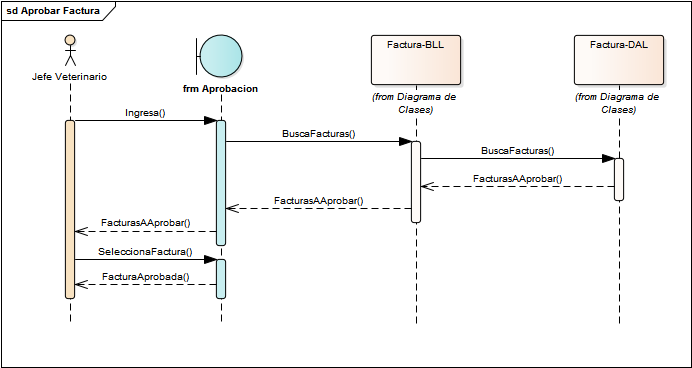 sd Aprobar Factura
Jefe Veterinario
frm Aprobacion
Factura-BLL
(from Diagrama de
Clases)
Factura-DAL
(from Diagrama de
Clases)
Ingresa()
BuscaFacturas()
BuscaFacturas()
FacturasAAprobar()
FacturasAAprobar()
FacturasAAprobar()
SeleccionaFactura()
FacturaAprobada()